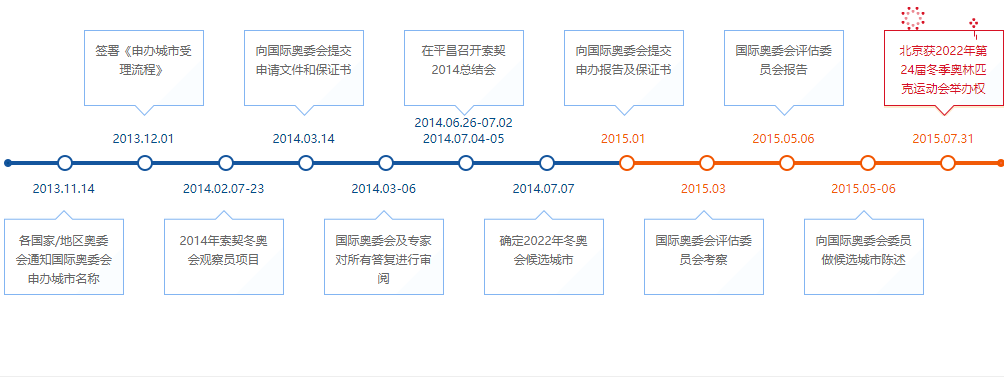 签署《申办城市受
理流程》
向国际奥委会提交
申请文件和保证书
在平昌召开索契
2014总结会
向国际奥委会提交
申办报告及保证书
国际奥委会评估委
员会报告
北京获2022年第
24届冬季奥林匹
克运动会举办权
2013.12.01
2014.03.14
2014.06.26-07.02
2014.07.04-05
2015.01
2015.05.06
2015.07.31
2013.11.14
2014.02.07-23
2014.03-06
2014.07.07
2015.03
2015.05-06
各国家/地区奥委
会通知国际奥委会
申办城市名称
2014年索契冬奥
会观察员项目
国际奥委会及专家
对所有答复进行审
阅
确定2022年冬奥
会候选城市
国际奥委会评估委
员会考察
向国际奥委会委员
做候选城市陈述